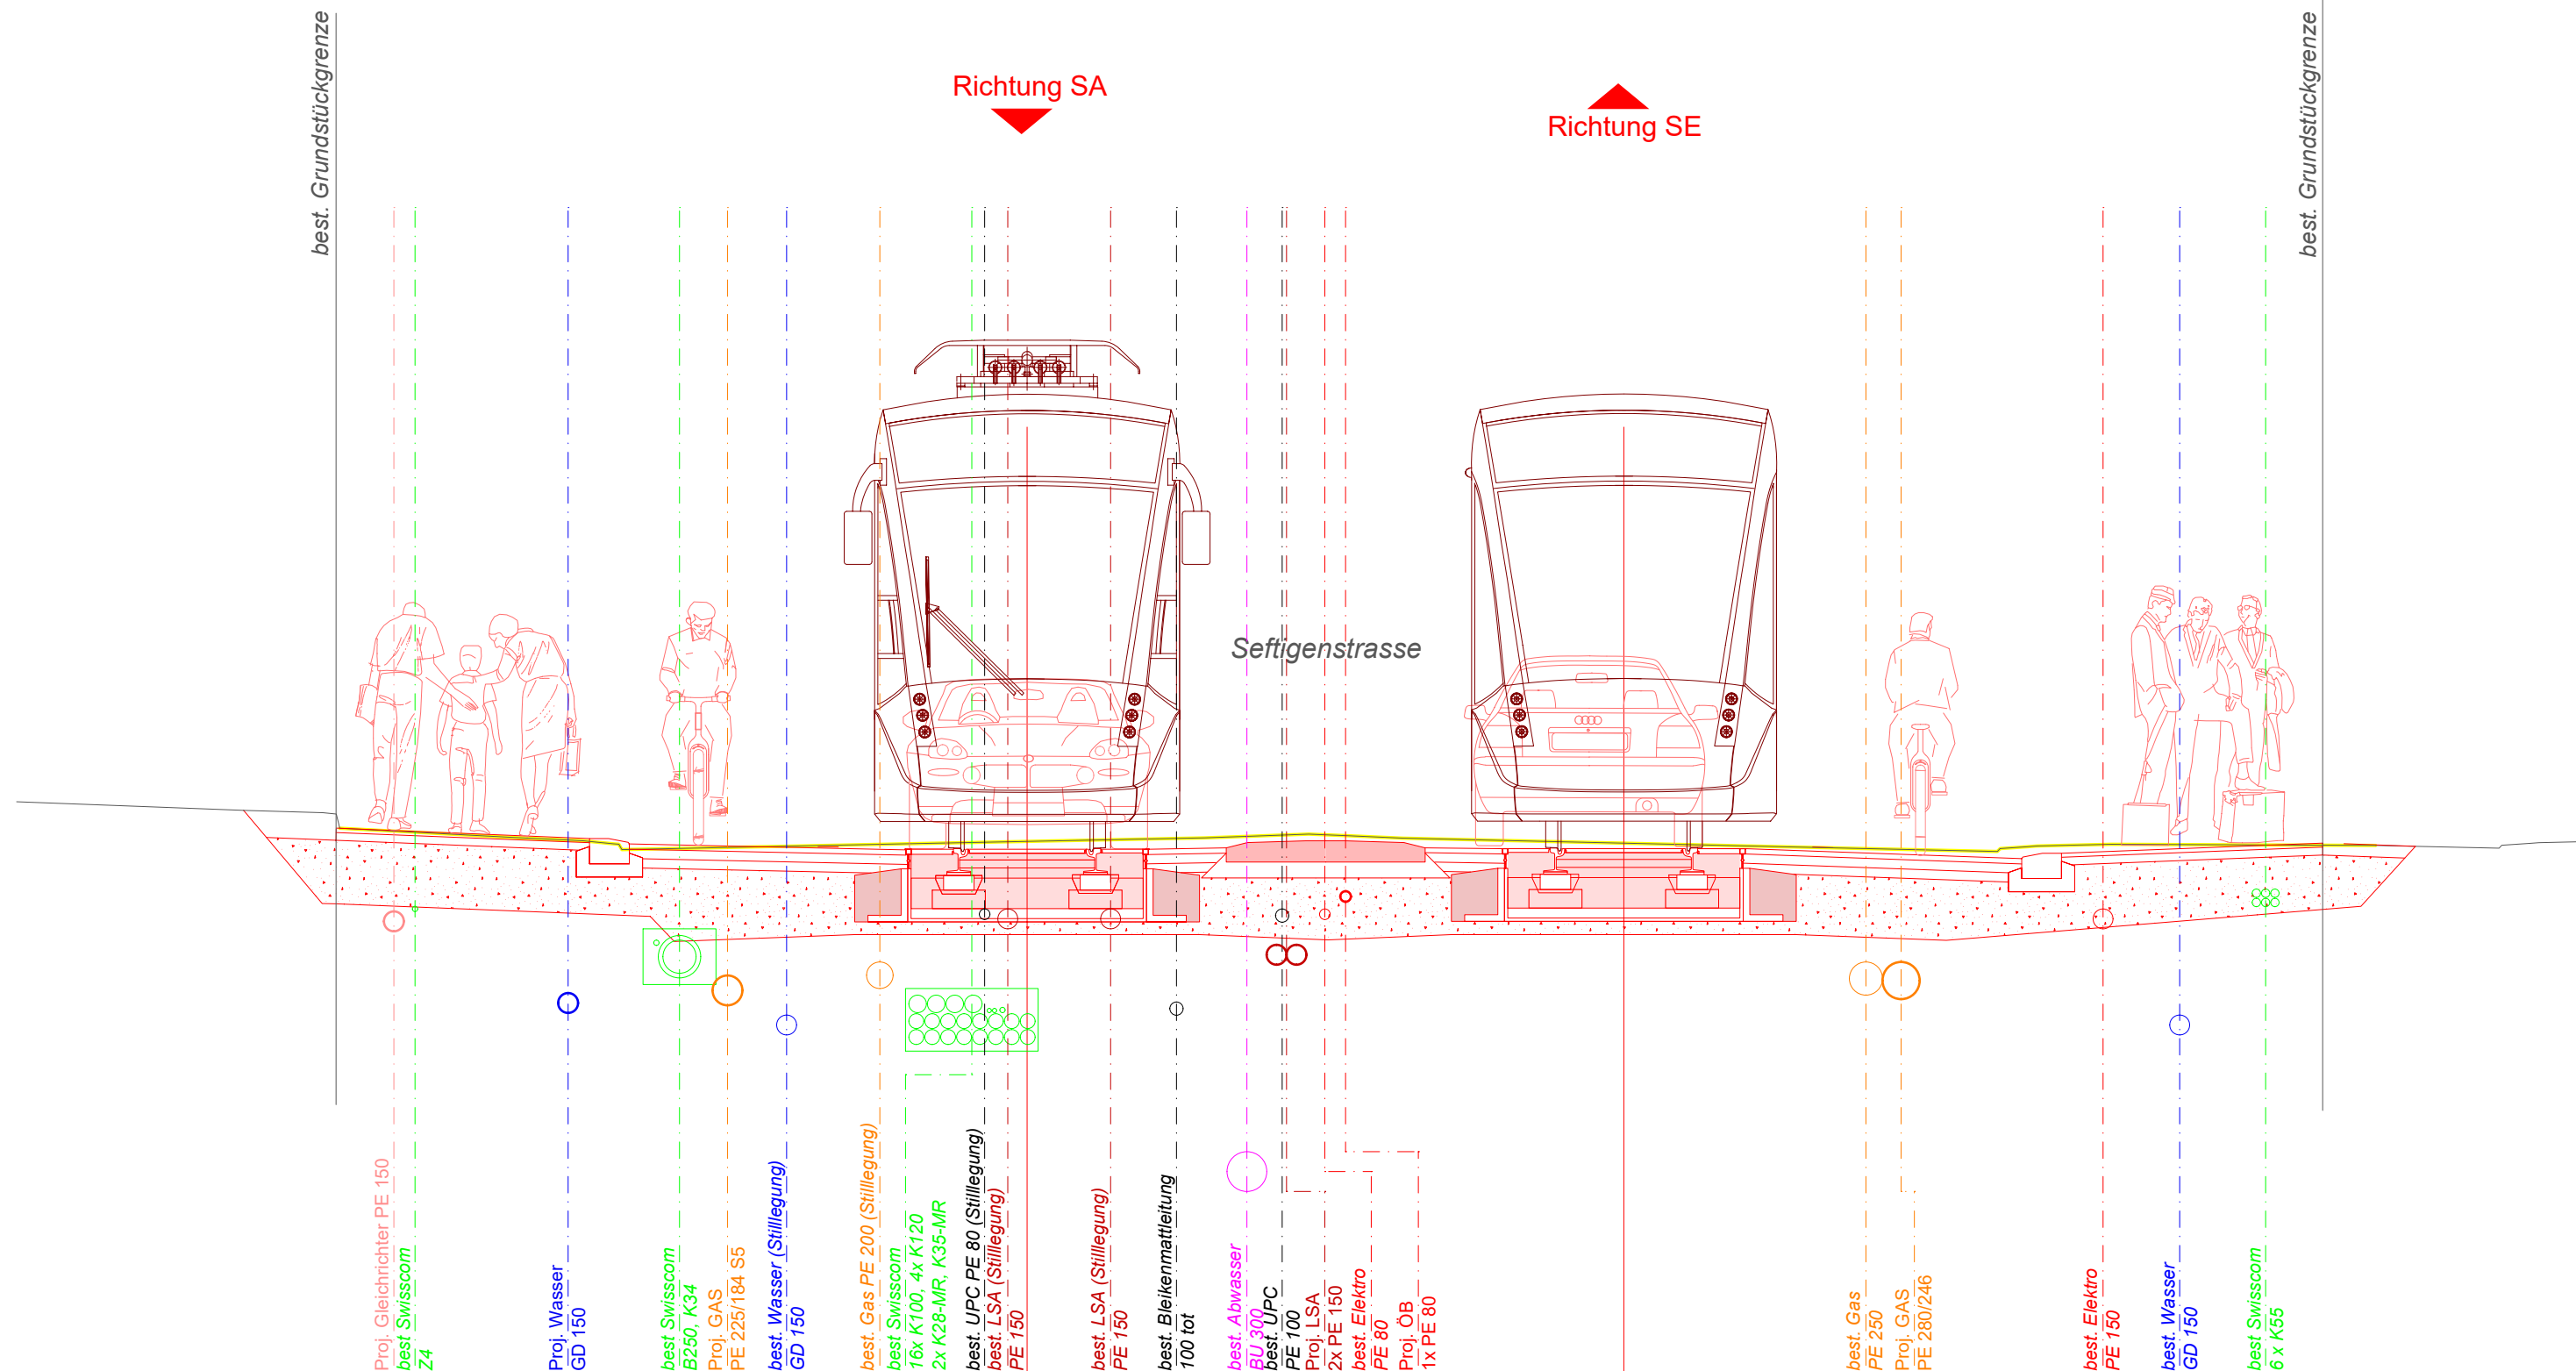 best. Grundstückgrenze
best. Grundstückgrenze
Richtung SA
Richtung SE
Seftigenstrasse
Proj. Gleichrichter PE 150
best Swisscom
Z4
Proj. Wasser
GD 150
best Swisscom
B250, K34
Proj. GAS
PE 225/184 S5
best. Wasser (Stilllegung)
GD 150
best. Gas PE 200 (Stilllegung)
best Swisscom
16x K100, 4x K120
2x K28-MR, K35-MR
best. UPC PE 80 (Stilllegung)
best. LSA (Stilllegung)
PE 150
best. LSA (Stilllegung)
PE 150
best. Bleikenmattleitung
100 tot
best. Abwasser
BU 300
best. UPC
PE 100
Proj. LSA
2x PE 150
best. Elektro
PE 80
Proj. ÖB
1x PE 80
best. Gas
PE 250
Proj. GAS
PE 280/246
best. Elektro
PE 150
best. Wasser
GD 150
best Swisscom
6 x K55